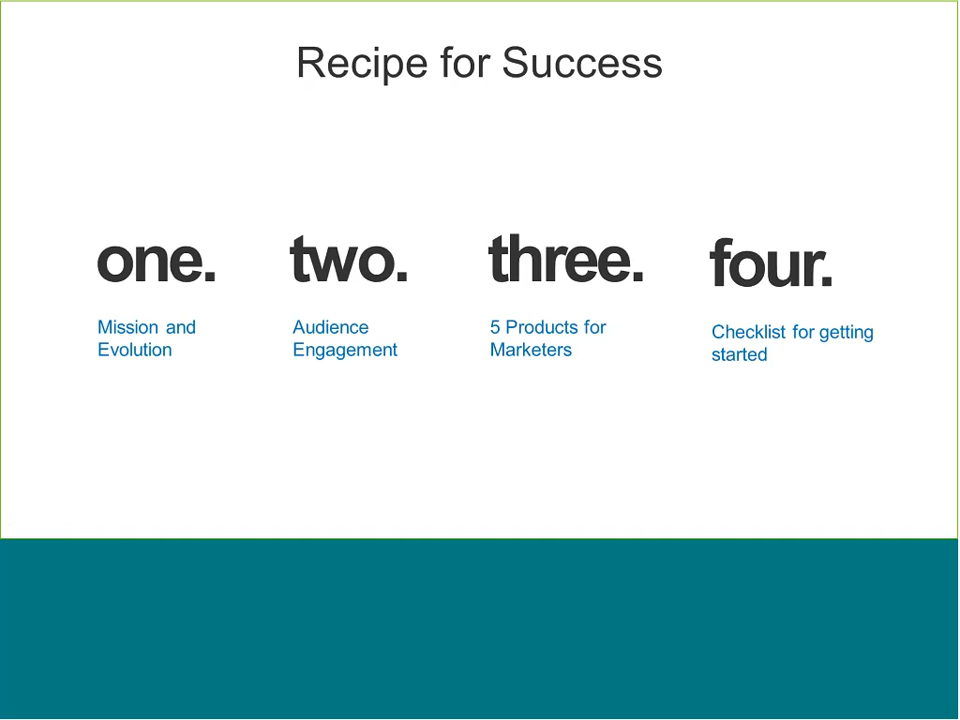 Recipe for Success
one.
Mission and
Evolution
two.
Audience
Engagement
three.
5 Products for
Marketers
four.
Checklist for getting
started